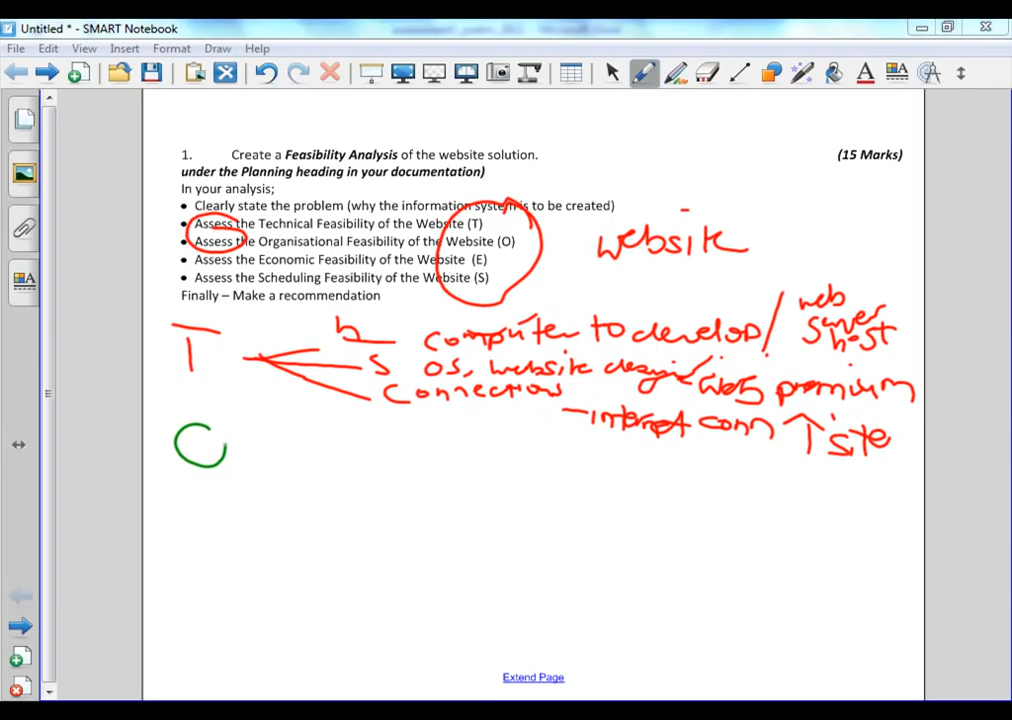 Untitled * - SMART Notebook
File Edit View Insert Format Draw Help
1. Create a Feasibility Analysis of the website solution. (15 Marks)
under the Planning heading in your documentation)
In your analysis;
• Clearly state the problem (why the information system is to be created)
• Assess the Technical Feasibility of the Website (T)
• Assess the Organisational Feasibility of the Website (O)
• Assess the Economic Feasibility of the Website (E)
• Assess the Scheduling Feasibility of the Website (S)
Finally – Make a recommendation
website
T
h computer to develop / web server host
S OS, website design / web premium
Connections
- internet conn ↑ site
Extend Page